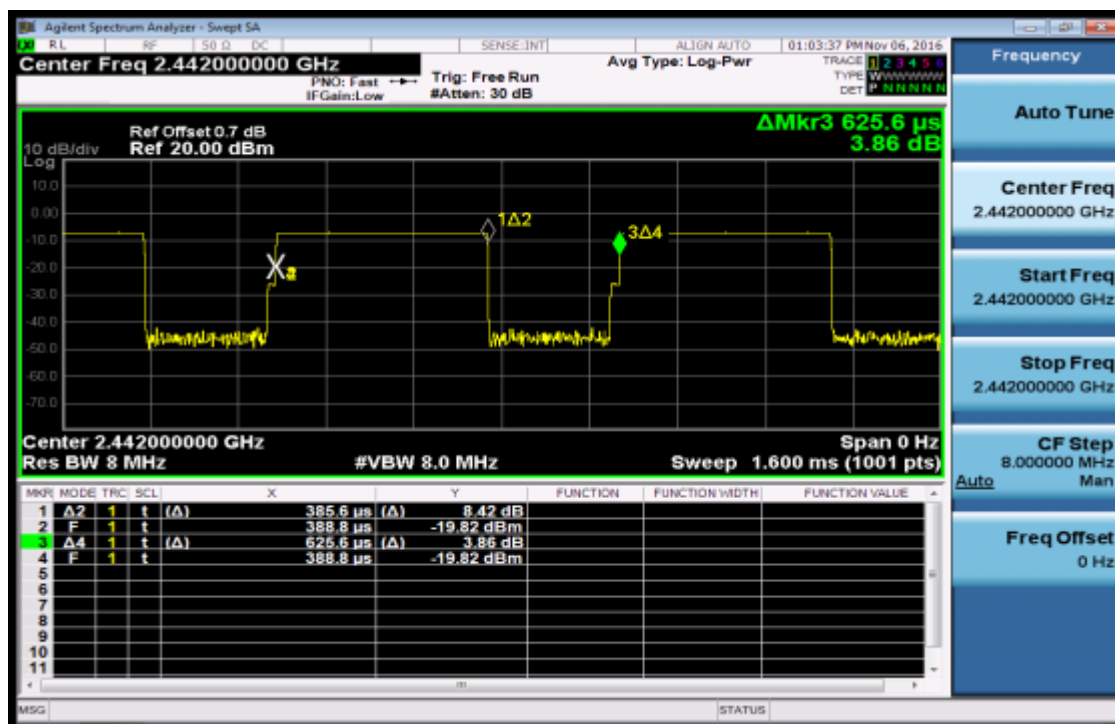 Agilent Spectrum Analyzer - Swept SA
RL RF 50 Ω DC SENSE:INT ALIGN AUTO 01:03:37 PM Nov 06, 2016
Center Freq 2.442000000 GHz
PNO: Fast
IFGain:Low
Trig: Free Run
#Atten: 30 dB
Avg Type: Log-Pwr
TRACE 1 2 3 4 5 6
TYPE W
DET P N N N N N
ΔMkr3 625.6 µs
3.86 dB
Ref Offset 0.7 dB
10 dB/div Ref 20.00 dBm
Log
10.0
0.00
-10.0
-20.0
-30.0
-40.0
-50.0
-60.0
-70.0
1Δ2
3Δ4
Center 2.442000000 GHz Span 0 Hz
Res BW 8 MHz #VBW 8.0 MHz Sweep 1.600 ms (1001 pts)
MKR MODE TRC SCL X Y FUNCTION FUNCTION WIDTH FUNCTION VALUE
1 Δ2 1 t (Δ) 385.6 µs (Δ) 8.42 dB
2 F 1 t 388.8 µs -19.82 dBm
3 Δ4 1 t (Δ) 625.6 µs (Δ) 3.86 dB
4 F 1 t 388.8 µs -19.82 dBm
5
6
7
8
9
10
11
MSG STATUS
Frequency
Auto Tune
Center Freq
2.442000000 GHz
Start Freq
2.442000000 GHz
Stop Freq
2.442000000 GHz
CF Step
8.000000 MHz
Auto Man
Freq Offset
0 Hz